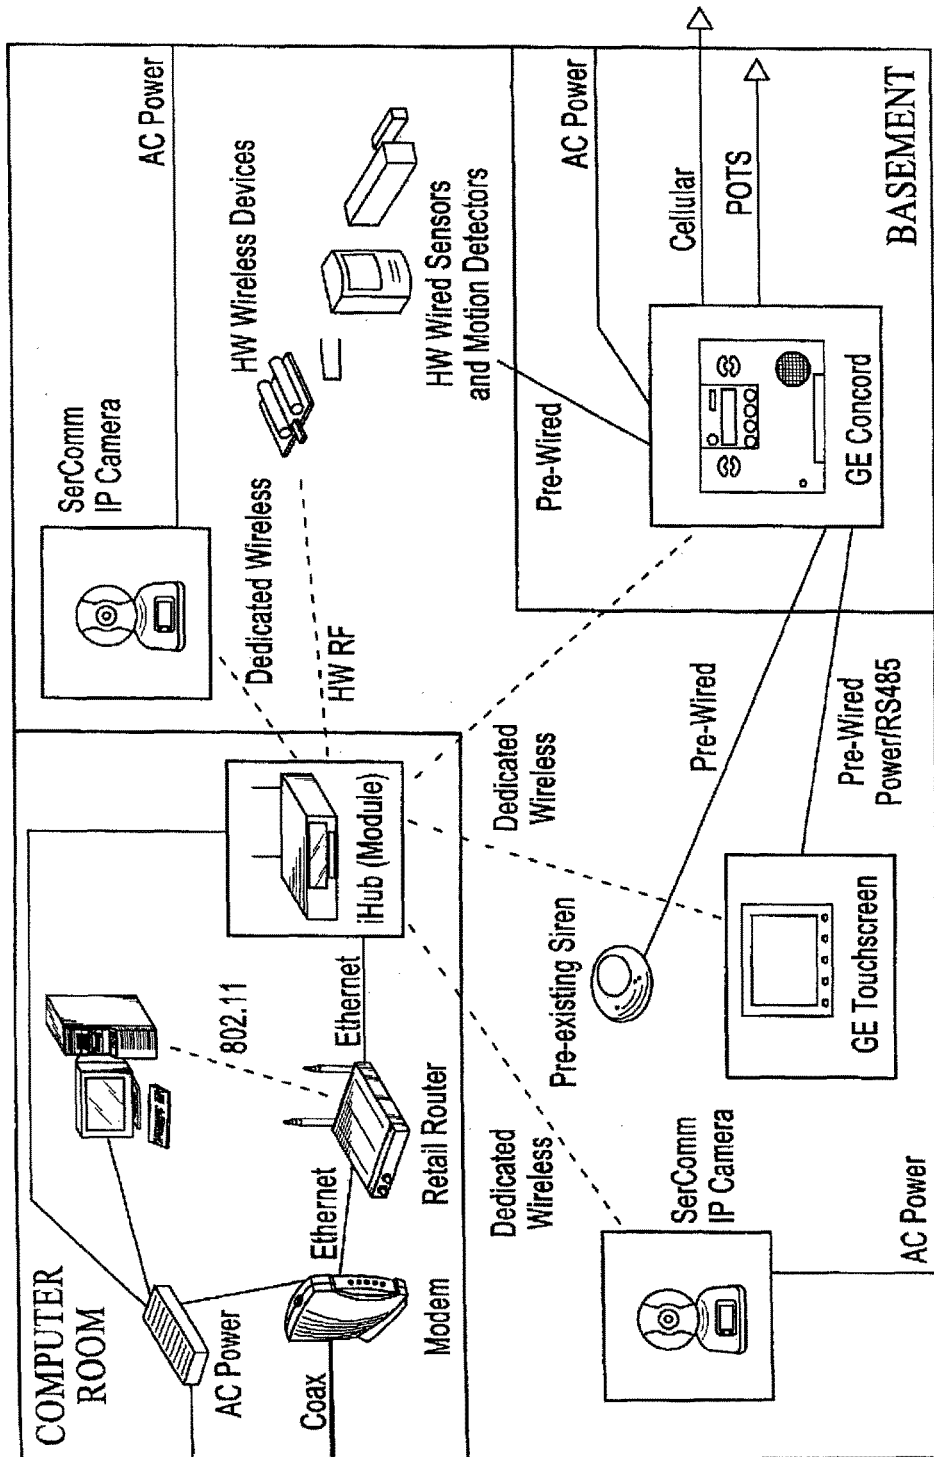 COMPUTER
ROOM
AC Power
Coax
Modem
Ethernet
Retail Router
802.11
Ethernet
iHub (Module)
SerComm
IP Camera
AC Power
Dedicated Wireless
HW RF
HW Wireless Devices
HW Wired Sensors
and Motion Detectors
Dedicated
Wireless
SerComm
IP Camera
AC Power
Pre-existing Siren
GE Touchscreen
Dedicated
Wireless
Pre-Wired
Pre-Wired
Power/RS485
Pre-Wired
AC Power
Cellular
POTS
GE Concord
BASEMENT